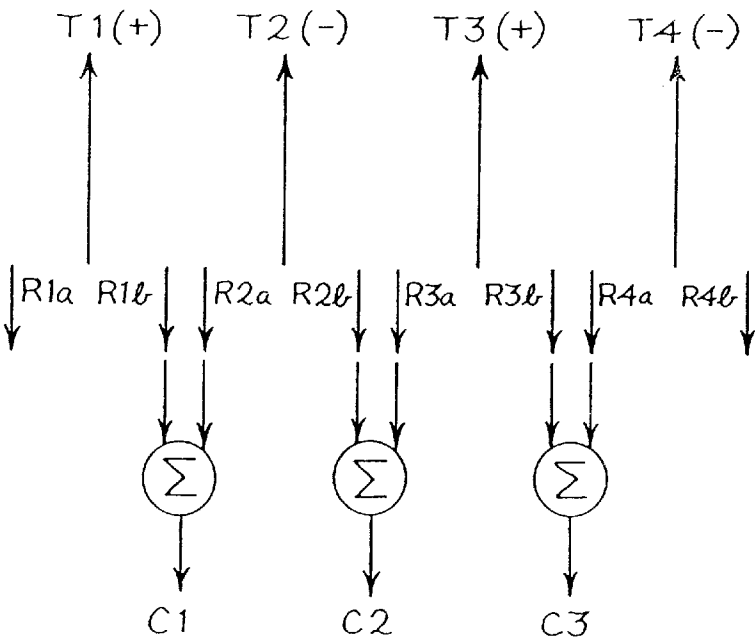 T1(+) T2(-) T3(+) T4(-)
R1a R1b R2a R2b R3a R3b R4a R4b
Σ Σ Σ
C1 C2 C3